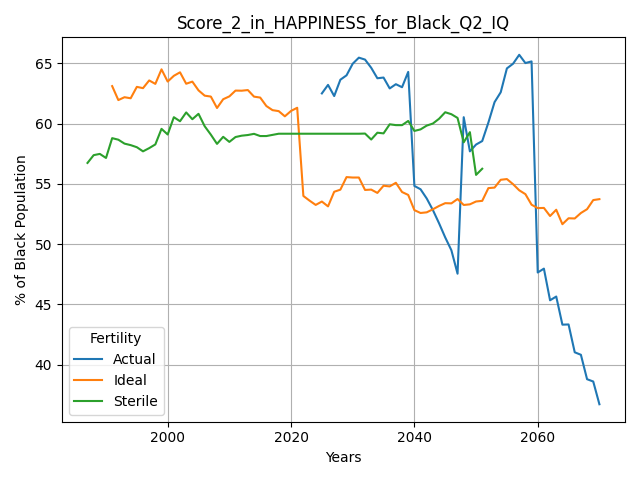 Score_2_in_HAPPINESS_for_Black_Q2_IQ
% of Black Population
65
60
55
50
45
40
Fertility
Actual
Ideal
Sterile
2000
2020
2040
2060
Years